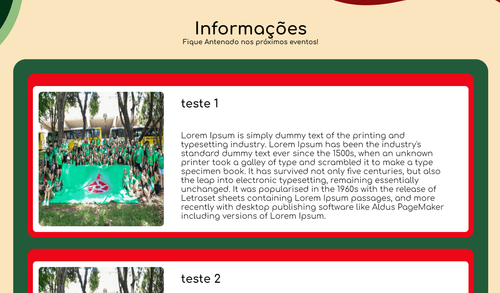 Informações
Fique Antenado nos próximos eventos!
teste 1
Lorem Ipsum is simply dummy text of the printing and
typesetting industry. Lorem Ipsum has been the industry's
standard dummy text ever since the 1500s, when an unknown
printer took a galley of type and scrambled it to make a type
specimen book. It has survived not only five centuries, but also
the leap into electronic typesetting, remaining essentially
unchanged. It was popularised in the 1960s with the release of
Letraset sheets containing Lorem Ipsum passages, and more
recently with desktop publishing software like Aldus PageMaker
including versions of Lorem Ipsum.
teste 2